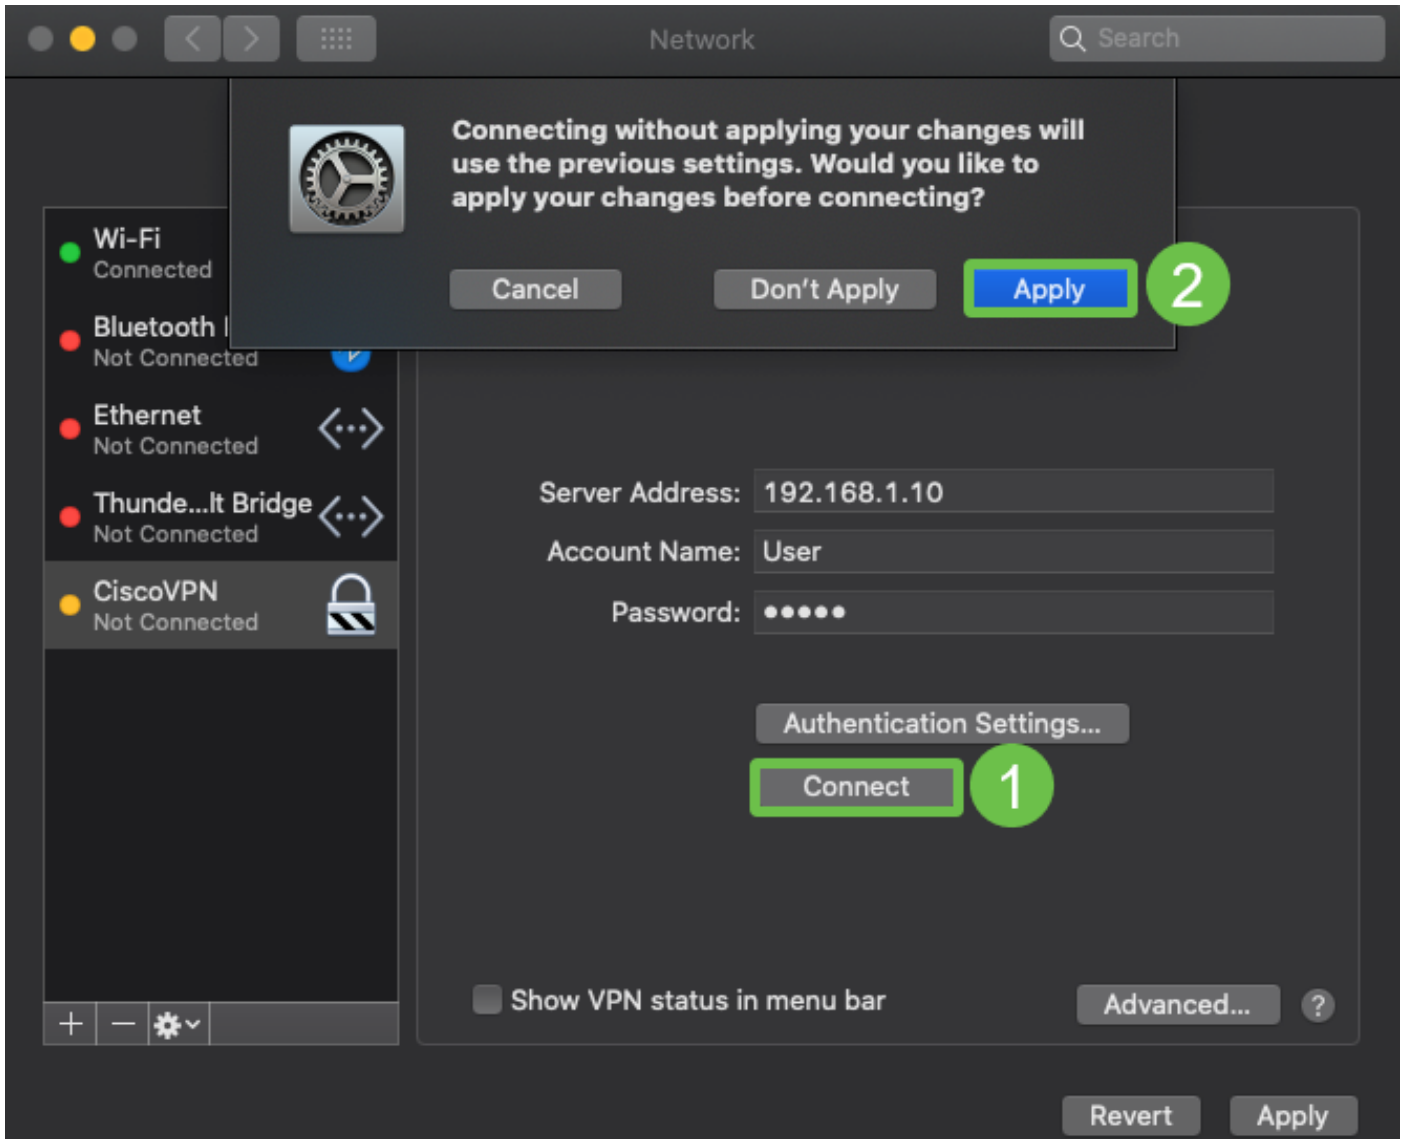 Network
Search
Connecting without applying your changes will
use the previous settings. Would you like to
apply your changes before connecting?
Cancel
Don't Apply
Apply
2
Wi-Fi
Connected
Bluetooth
Not Connected
Ethernet
Not Connected
Thunde...lt Bridge
Not Connected
CiscoVPN
Not Connected
Server Address: 192.168.1.10
Account Name: User
Password: •••••
Authentication Settings...
Connect
1
Show VPN status in menu bar
Advanced...
?
Revert
Apply